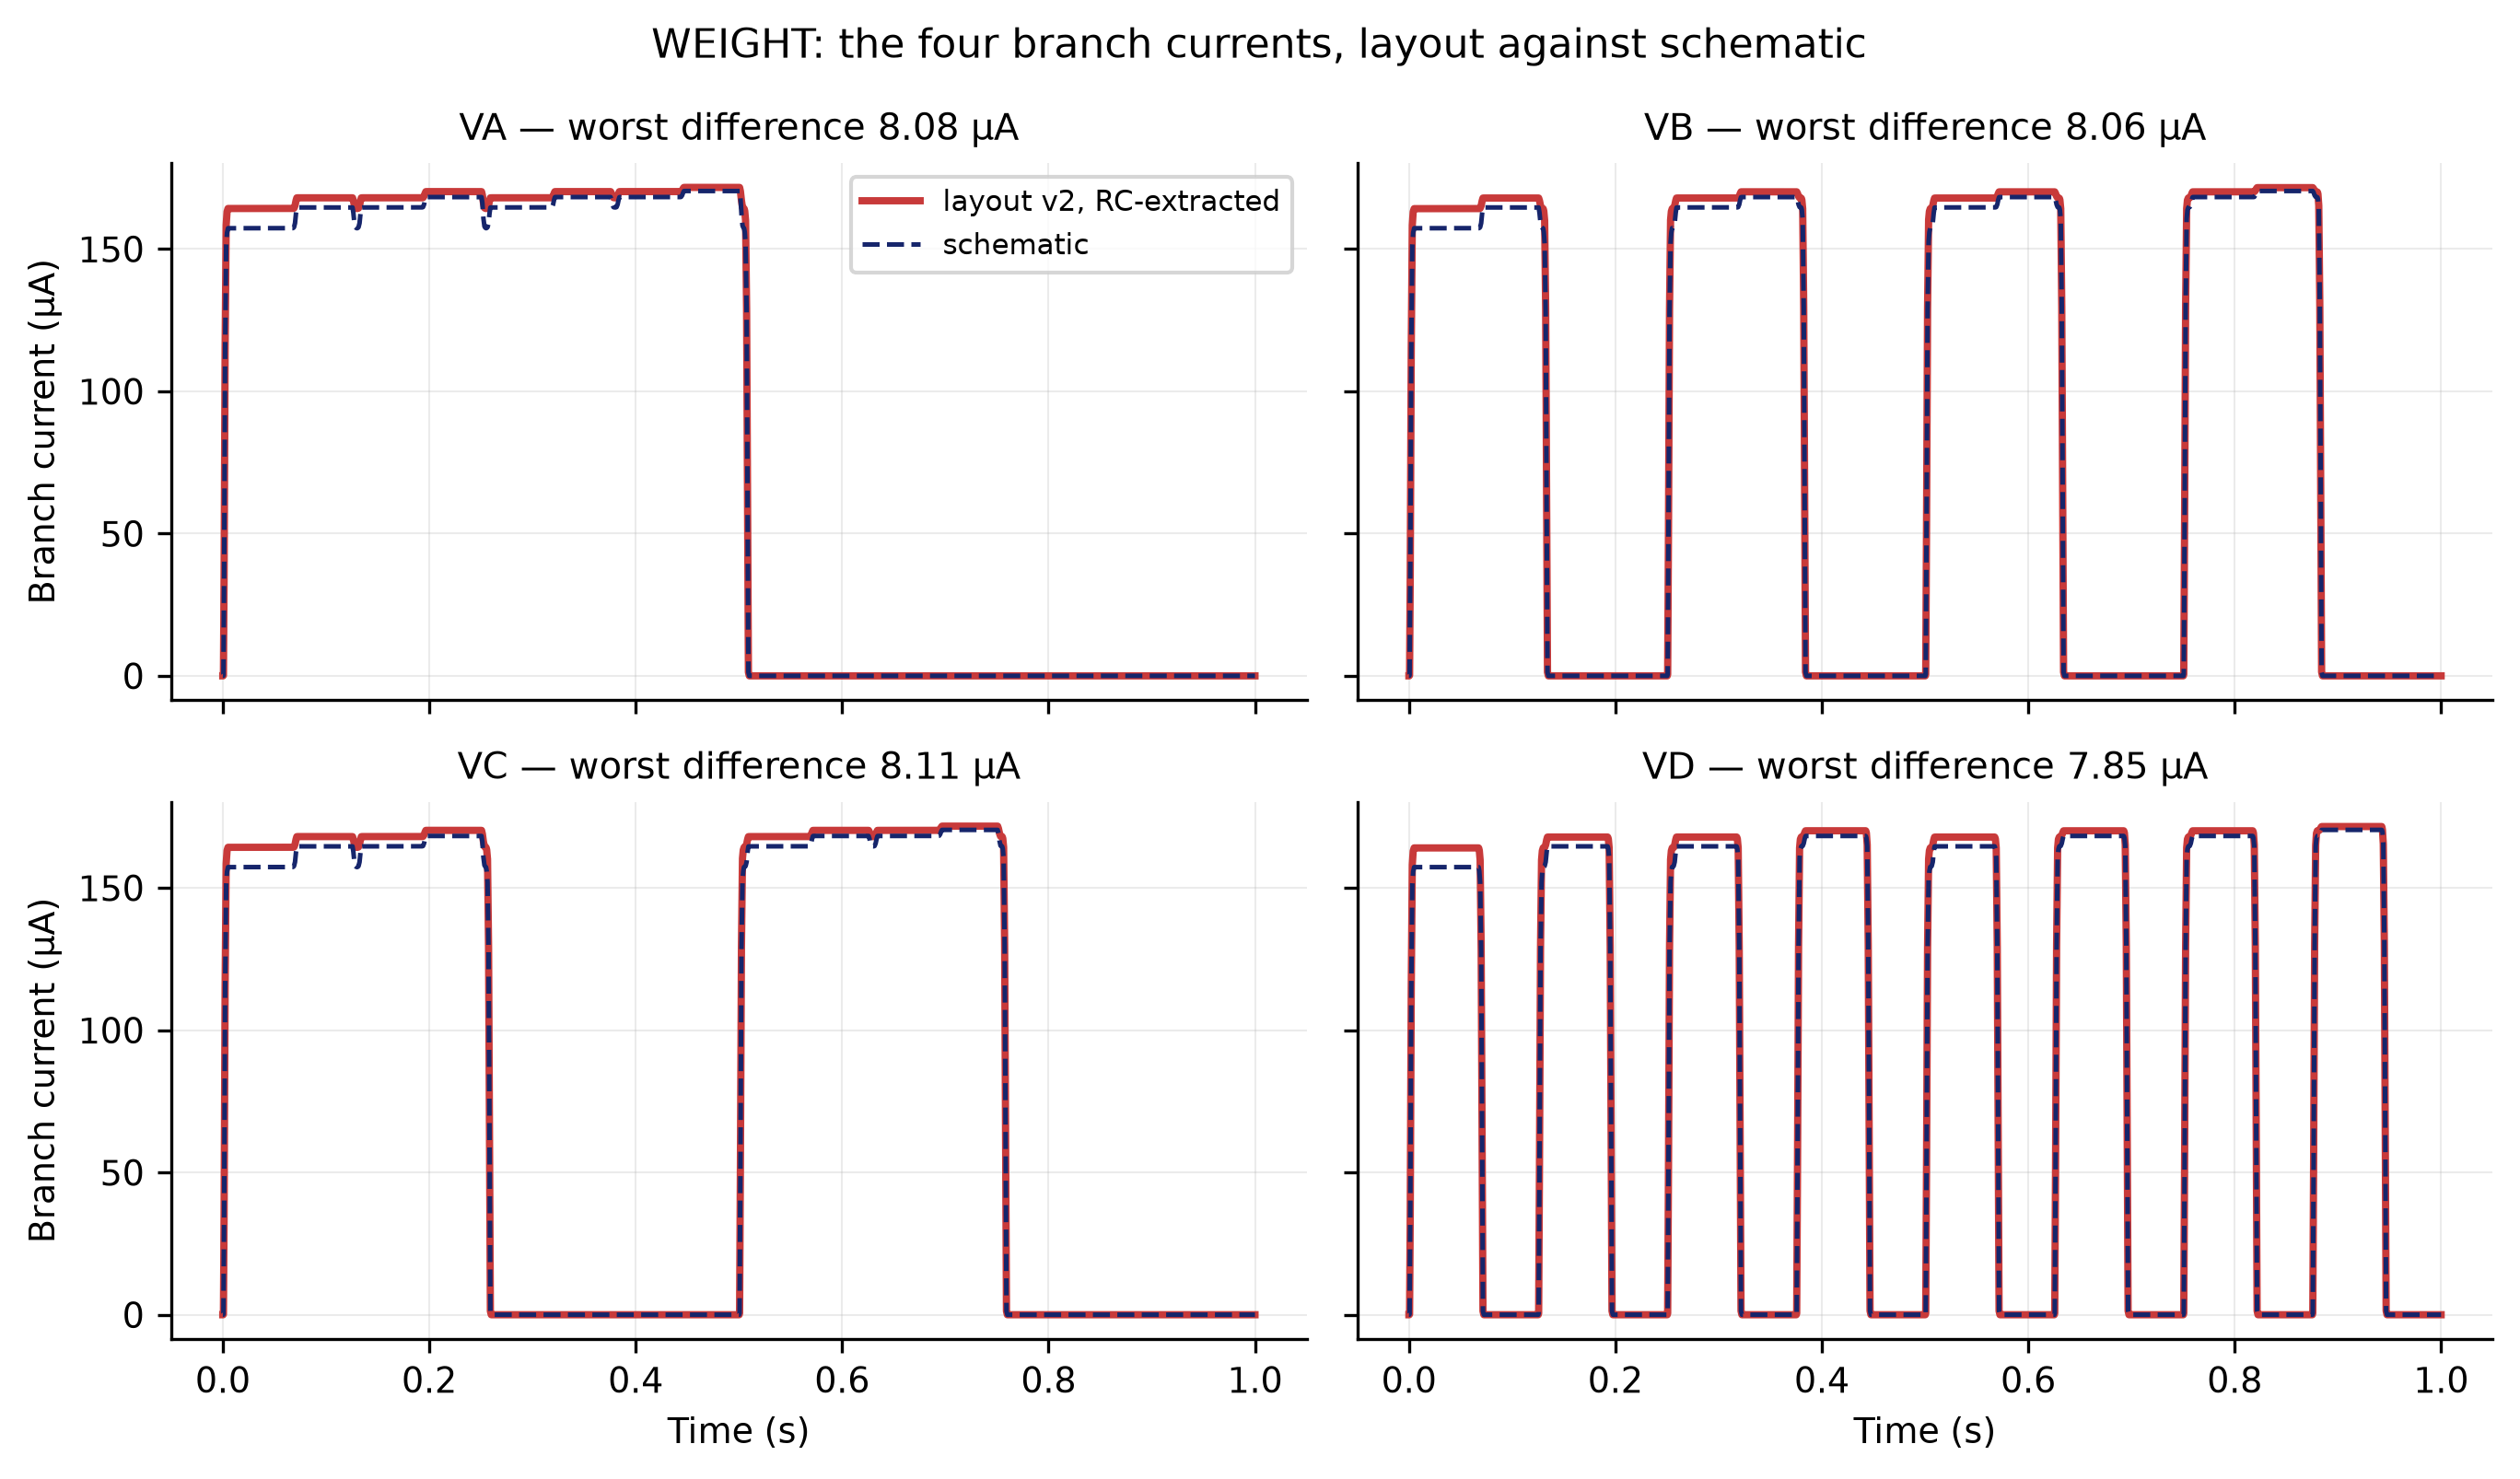 WEIGHT: the four branch currents, layout against schematic
VA — worst difference 8.08 µA
VB — worst difference 8.06 µA
layout v2, RC-extracted
schematic
Branch current (µA)
150
100
50
0
VC — worst difference 8.11 µA
VD — worst difference 7.85 µA
Branch current (µA)
150
100
50
0
0.0 0.2 0.4 0.6 0.8 1.0
0.0 0.2 0.4 0.6 0.8 1.0
Time (s)
Time (s)